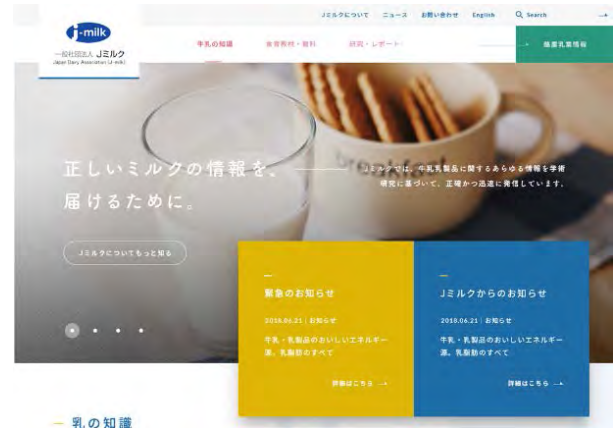 Jミルクについて ニュース お問い合わせ English Search
j-milk
一般社団法人 Jミルク
Japan Dairy Association (J-milk)
牛乳の知識 食育教材・資料 研究・レポート 酪農乳業情報
breakfast
正しいミルクの情報を、
届けるために。
Jミルクでは、牛乳乳製品に関するあらゆる情報を学術
研究に基づいて、正確かつ迅速に発信しています。
Jミルクについてもっと知る
緊急のお知らせ
2018.06.21 | お知らせ
牛乳・乳製品のおいしいエネルギー
源。乳脂肪のすべて
詳細はこちら
Jミルクからのお知らせ
2018.06.21 | お知らせ
牛乳・乳製品のおいしいエネルギー
源。乳脂肪のすべて
詳細はこちら
乳の知識